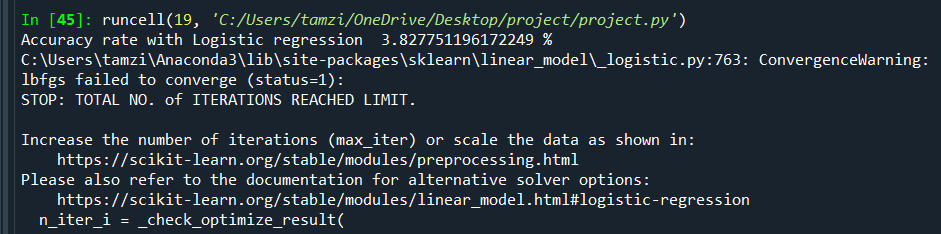 In [45]: runcell(19, 'C:/Users/tamzi/OneDrive/Desktop/project/project.py')
Accuracy rate with Logistic regression  3.827751196172249 %
C:\Users\tamzi\Anaconda3\lib\site-packages\sklearn\linear_model\_logistic.py:763: ConvergenceWarning:
lbfgs failed to converge (status=1):
STOP: TOTAL NO. of ITERATIONS REACHED LIMIT.

Increase the number of iterations (max_iter) or scale the data as shown in:
    https://scikit-learn.org/stable/modules/preprocessing.html
Please also refer to the documentation for alternative solver options:
    https://scikit-learn.org/stable/modules/linear_model.html#logistic-regression
  n_iter_i = _check_optimize_result(